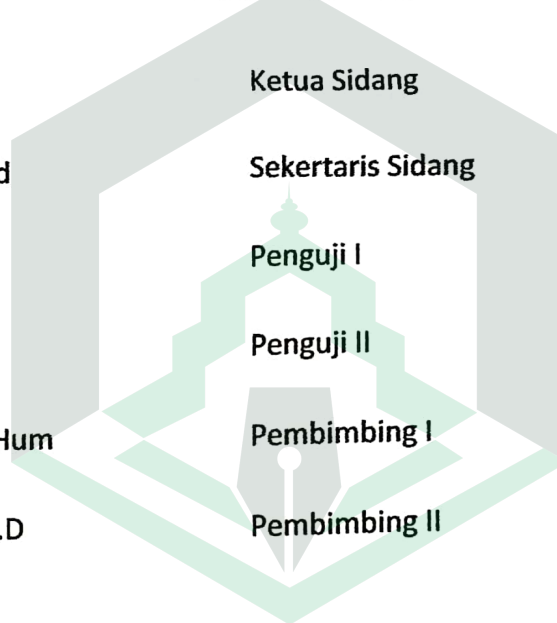 Ketua Sidang
d Sekertaris Sidang
Penguji I
Penguji II
Hum Pembimbing I
.D Pembimbing II